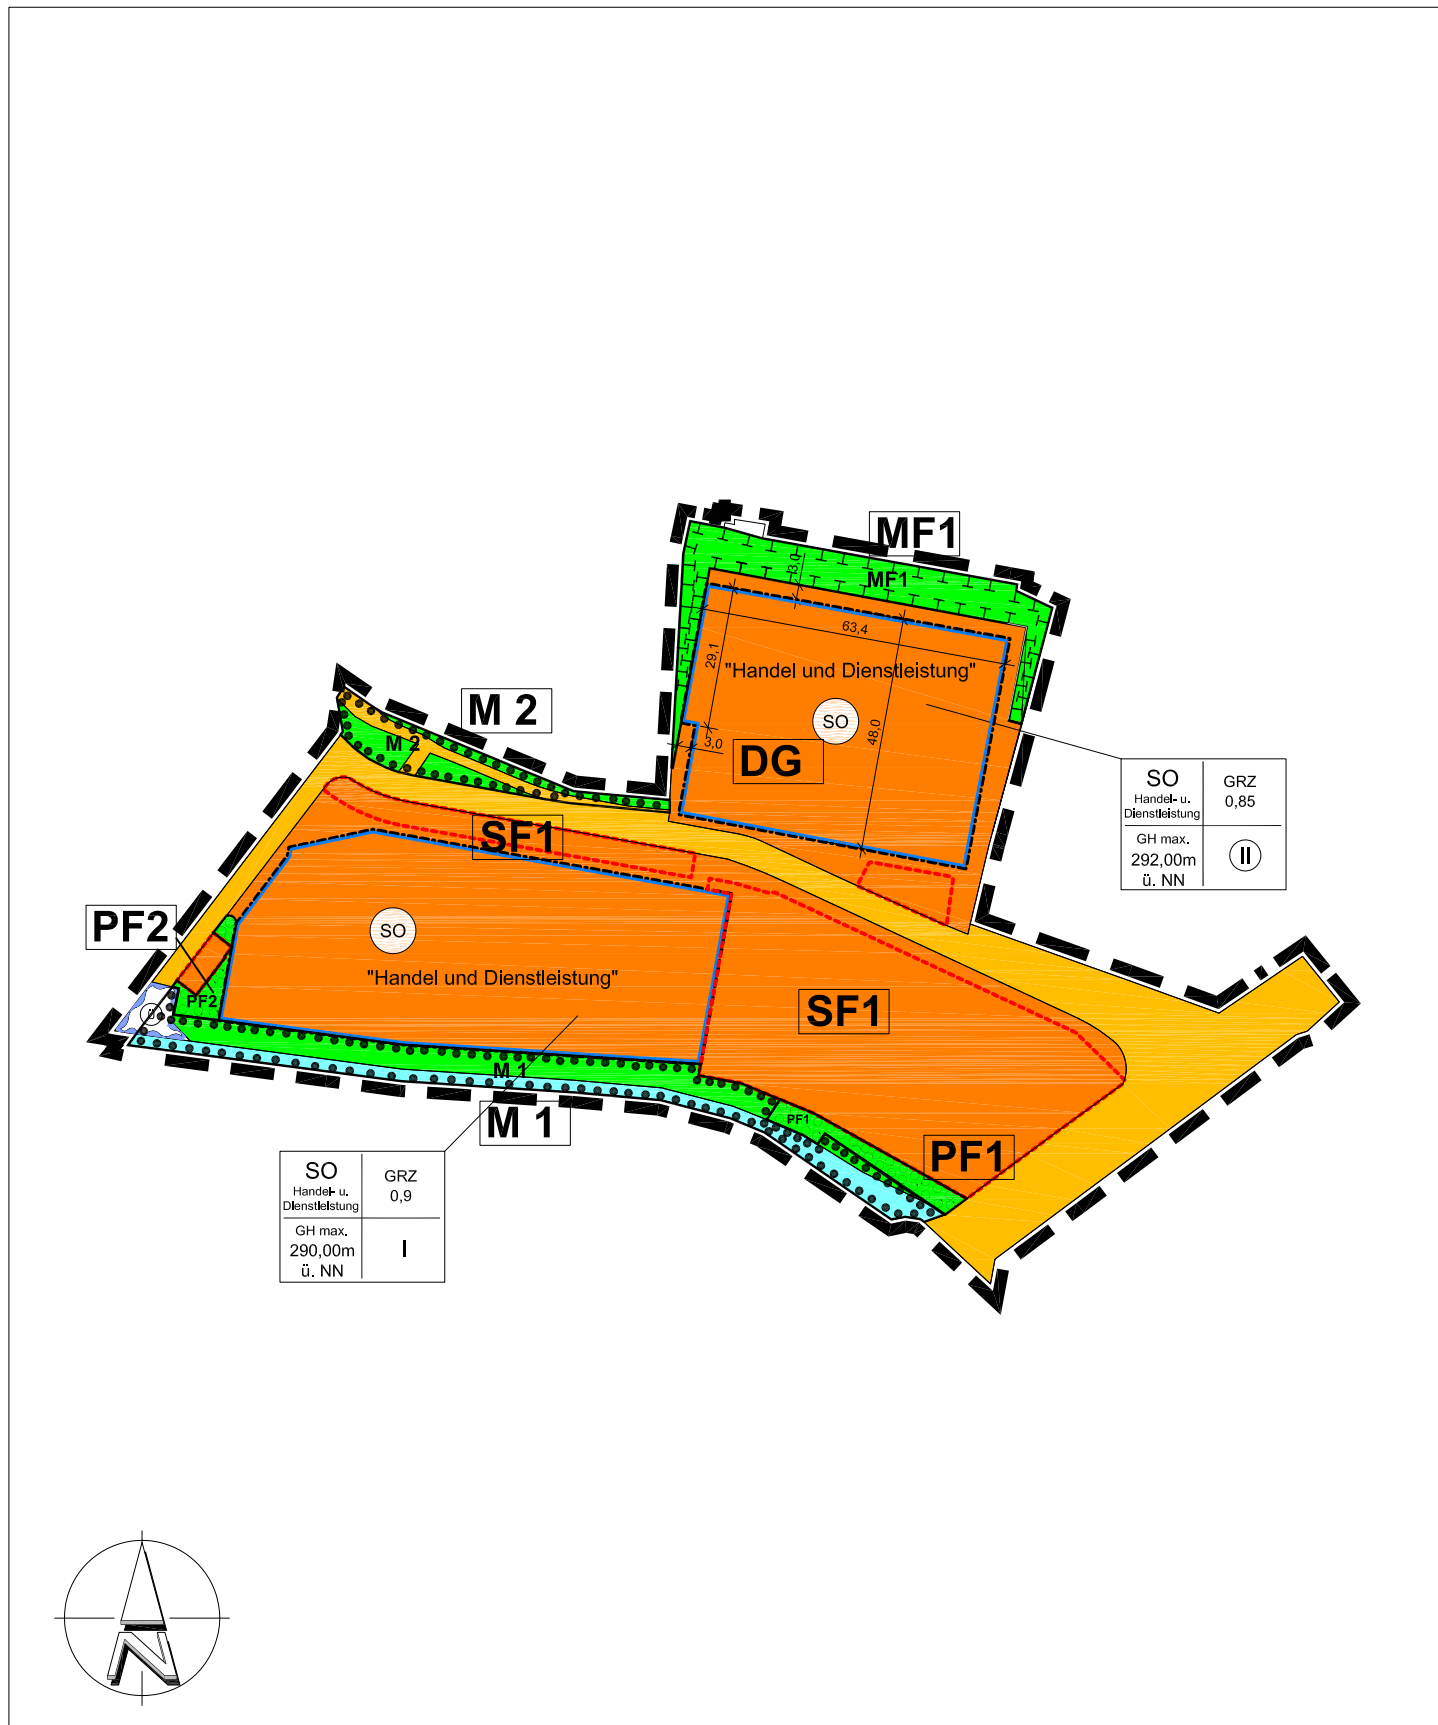 MF1
MF1
3,0
63,4
29,1
"Handel und Dienstleistung"
SO
48,0
3,0
DG
M 2
M 2
SO
Handel- u.
Dienstleistung
GRZ
0,85
GH max.
292,00m
ü. NN
II
SF1
PF2
SO
"Handel und Dienstleistung"
PF2
SF1
M 1
M 1
PF1
PF1
SO
Handel- u.
Dienstleistung
GRZ
0,9
GH max.
290,00m
ü. NN
I
N